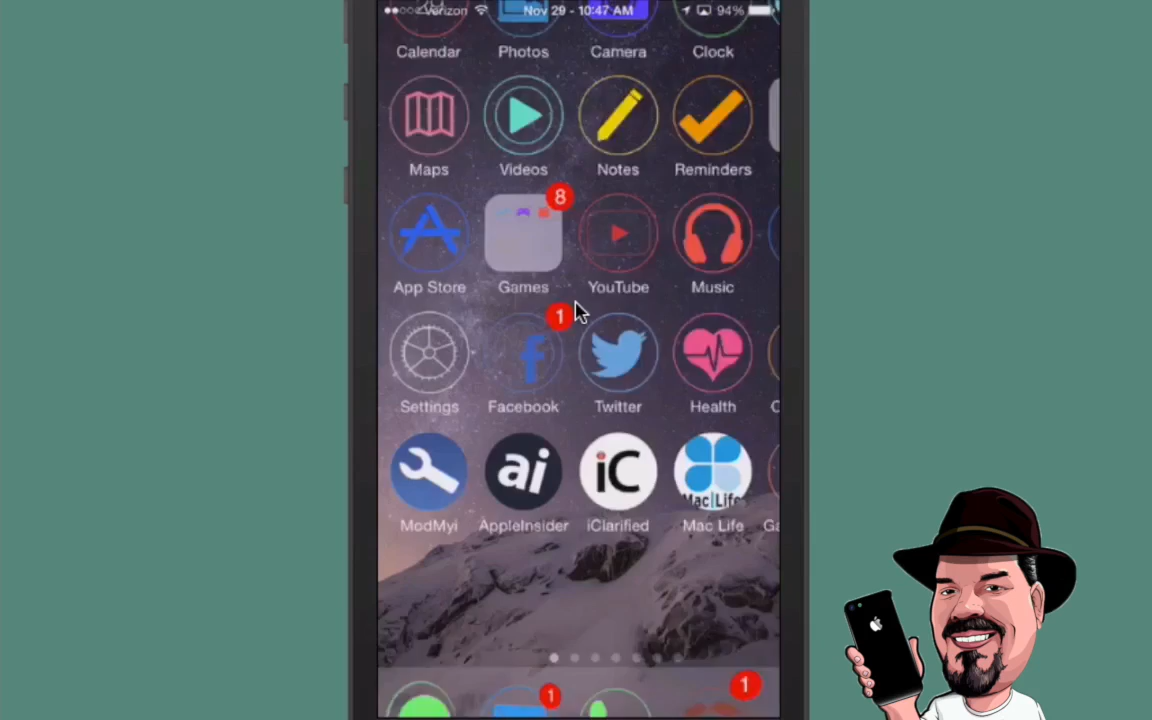 Verizon Nov 29 - 10:47 AM 94%
Calendar Photos Camera Clock
Maps Videos Notes Reminders
8
App Store Games YouTube Music
1
f
Settings Facebook Twitter Health
ai iC Mac Life
ModMyi AppleInsider iClarified Mac Life
1 1